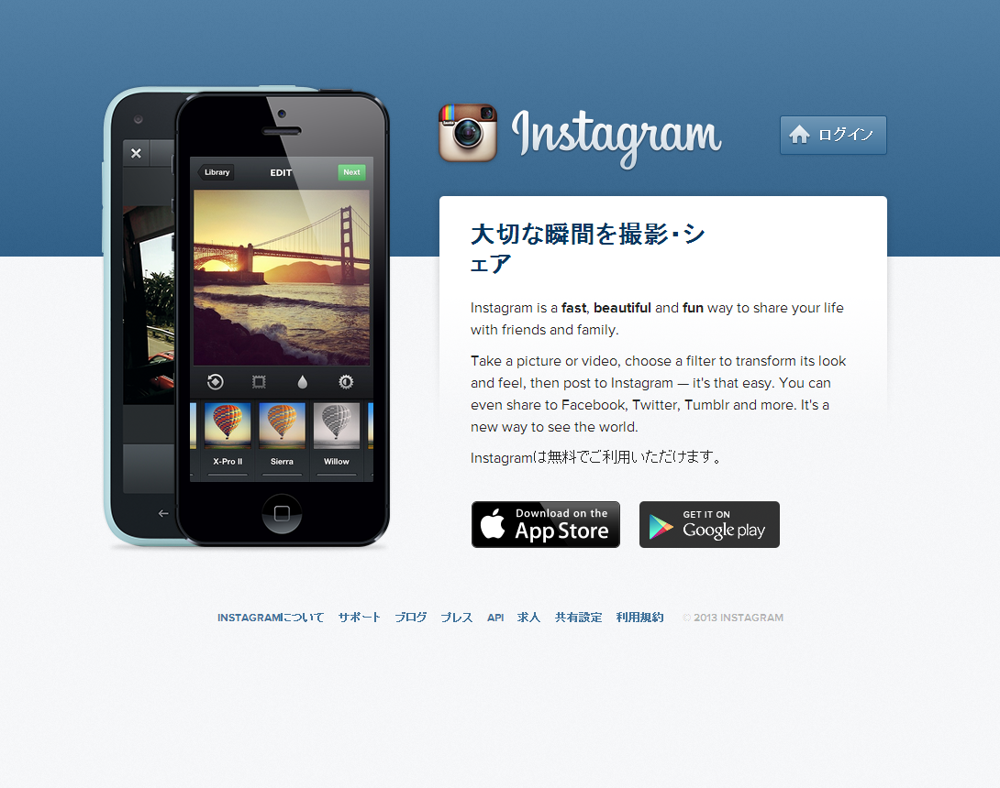 Instagram
ログイン
Library
EDIT
Next
X-Pro II
Sierra
Willow
大切な瞬間を撮影・シ
ェア
Instagram is a fast, beautiful and fun way to share your life
with friends and family.
Take a picture or video, choose a filter to transform its look
and feel, then post to Instagram — it's that easy. You can
even share to Facebook, Twitter, Tumblr and more. It's a
new way to see the world.
Instagramは無料でご利用いただけます。
Download on the
App Store
GET IT ON
Google play
INSTAGRAMについて サポート ブログ プレス API 求人 共有設定 利用規約 © 2013 INSTAGRAM